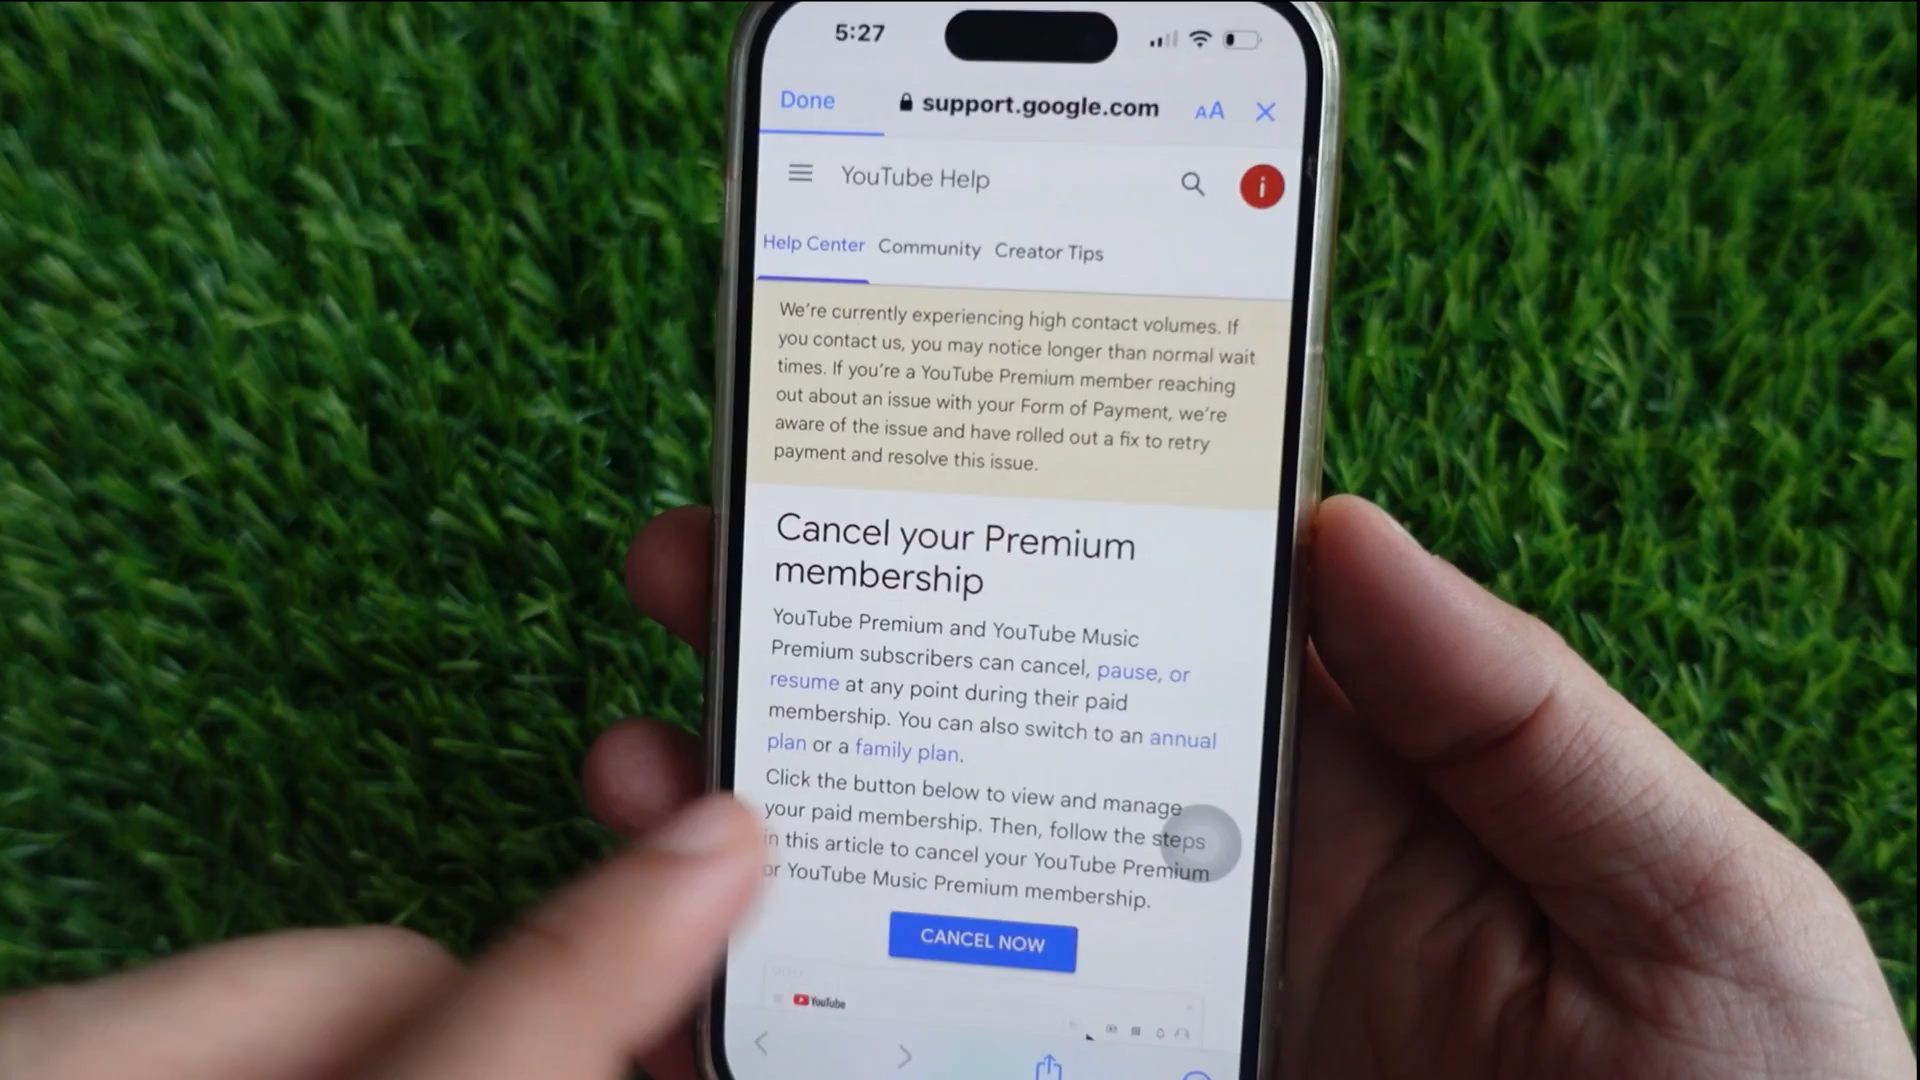 5:27
Done
support.google.com
AA
YouTube Help
i
Help Center Community Creator Tips
We're currently experiencing high contact volumes. If
you contact us, you may notice longer than normal wait
times. If you're a YouTube Premium member reaching
out about an issue with your Form of Payment, we're
aware of the issue and have rolled out a fix to retry
payment and resolve this issue.
Cancel your Premium
membership
YouTube Premium and YouTube Music
Premium subscribers can cancel, pause, or
resume at any point during their paid
membership. You can also switch to an annual
plan or a family plan.
Click the button below to view and manage
your paid membership. Then, follow the steps
in this article to cancel your YouTube Premium
or YouTube Music Premium membership.
CANCEL NOW
YouTube